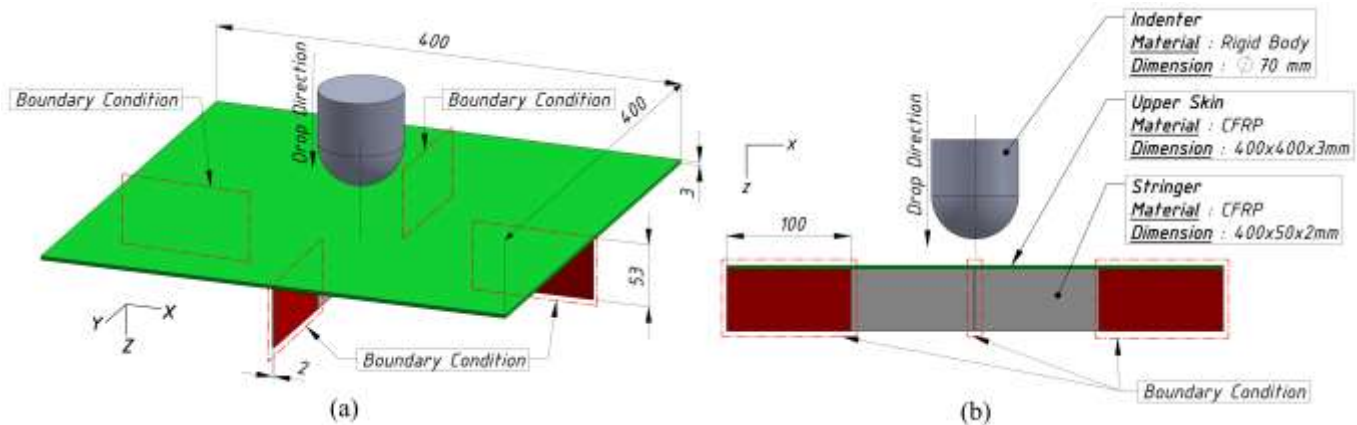 400
Boundary Condition
Drop Direction
Boundary Condition
400
3
53
Y
X
Z
2
Boundary Condition
(a)
Indenter
Material : Rigid Body
Dimension : ∅ 70 mm
Upper Skin
Material : CFRP
Dimension : 400x400x3mm
Stringer
Material : CFRP
Dimension : 400x50x2mm
X
Z
Drop Direction
100
Boundary Condition
(b)